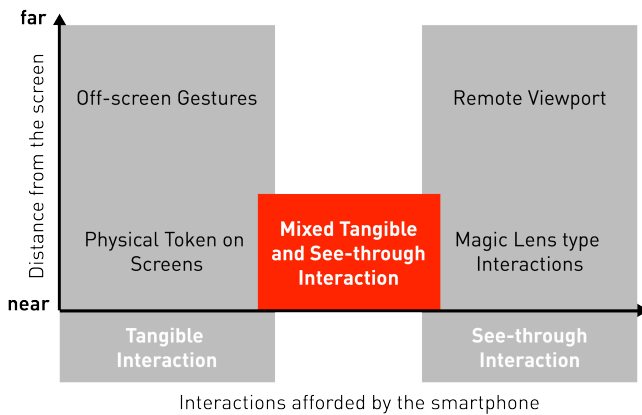 far
Distance from the screen
Off-screen Gestures
Remote Viewport
Physical Token on
Screens
Mixed Tangible
and See-through
Interaction
Magic Lens type
Interactions
near
Tangible
Interaction
See-through
Interaction
Interactions afforded by the smartphone